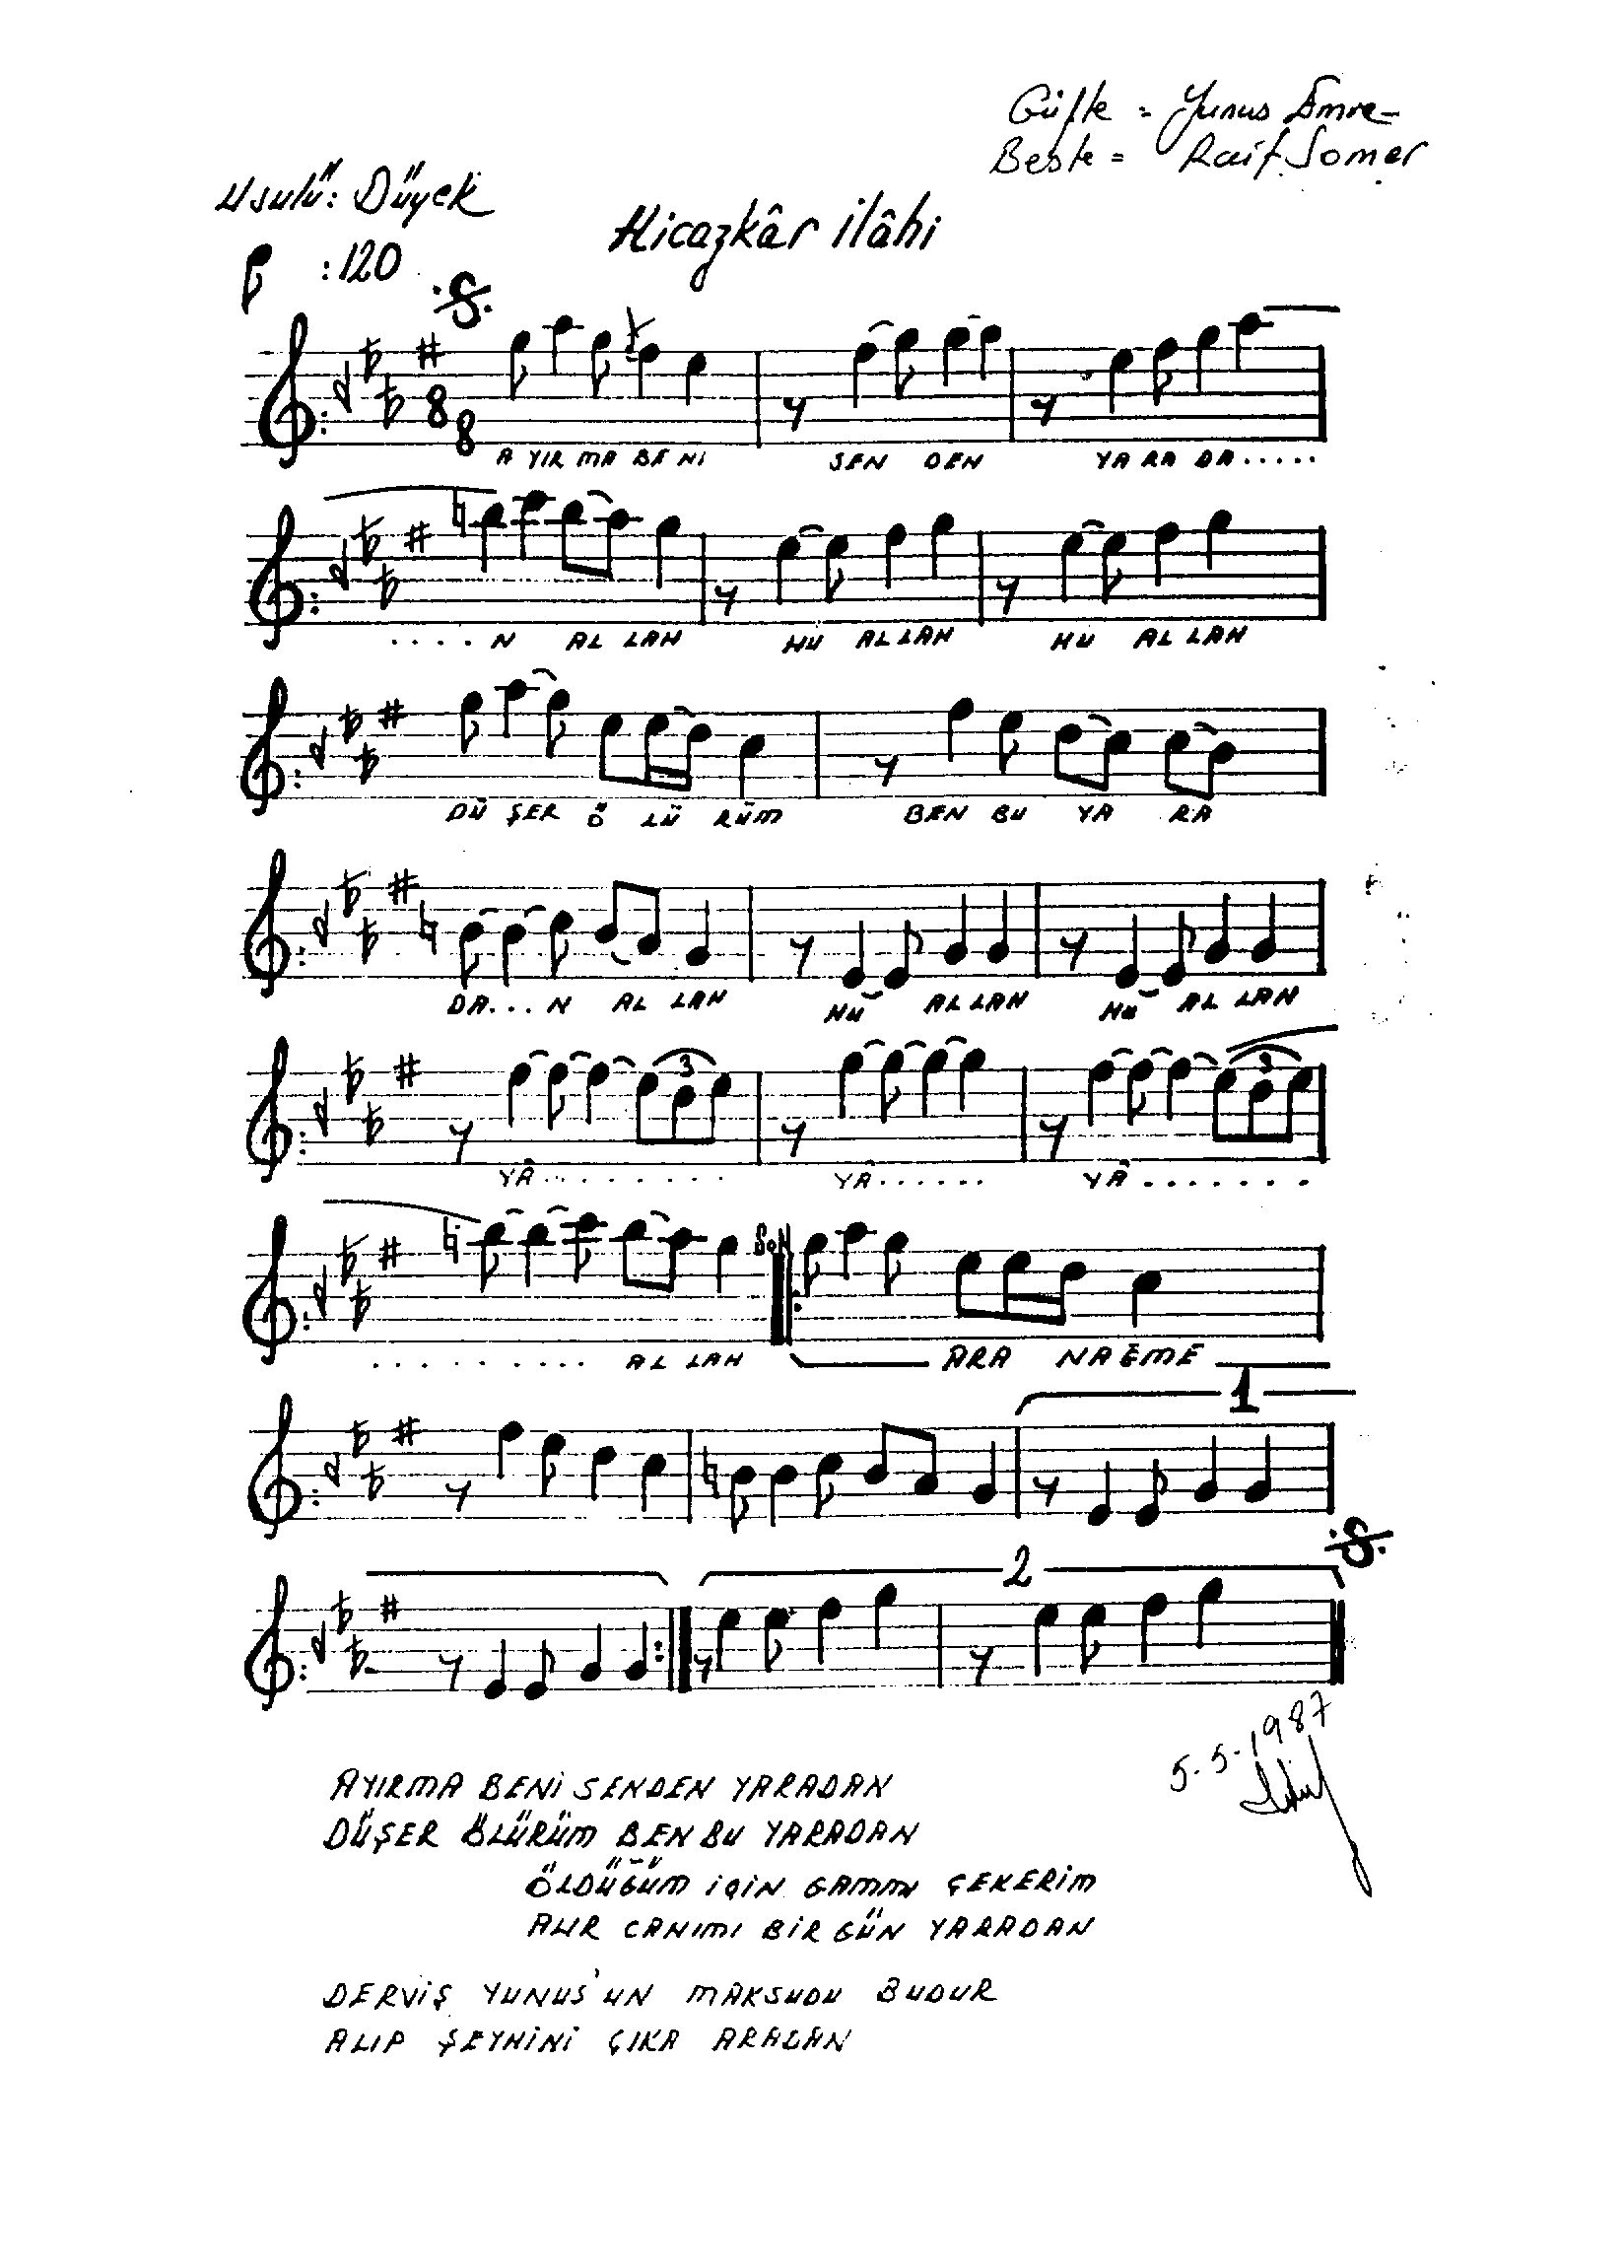 Güfte = Yunus Emre
Beste = Raif Somer
Usulü: Düyek
Hicazkâr ilâhi
:120
8
8
A YIR MA BE Nİ SEN DEN YA RA DA.....
....N AL LAH HU AL LAH HU AL LAH
DÜ ŞER Ö LÜ RÜM BEN BU YA RA
DA...N AL LAH HU AL LAH HU AL LAH
3 3
YÂ........ YÂ...... YÂ.......
SON
.......... AL LAH ARA NAĞME
1
2
5-5-1987
AYIRMA BENİ SENDEN YARADAN
DÜŞER ÖLÜRÜM BEN BU YARADAN
ÖLDÜĞÜM İÇİN GAMMI ÇEKERİM
ALIR CANIMI BİR GÜN YARADAN
DERVİŞ YUNUS'UN MAKSUDU BUDUR
ALIP ŞEYHİNİ ÇIKA ARADAN